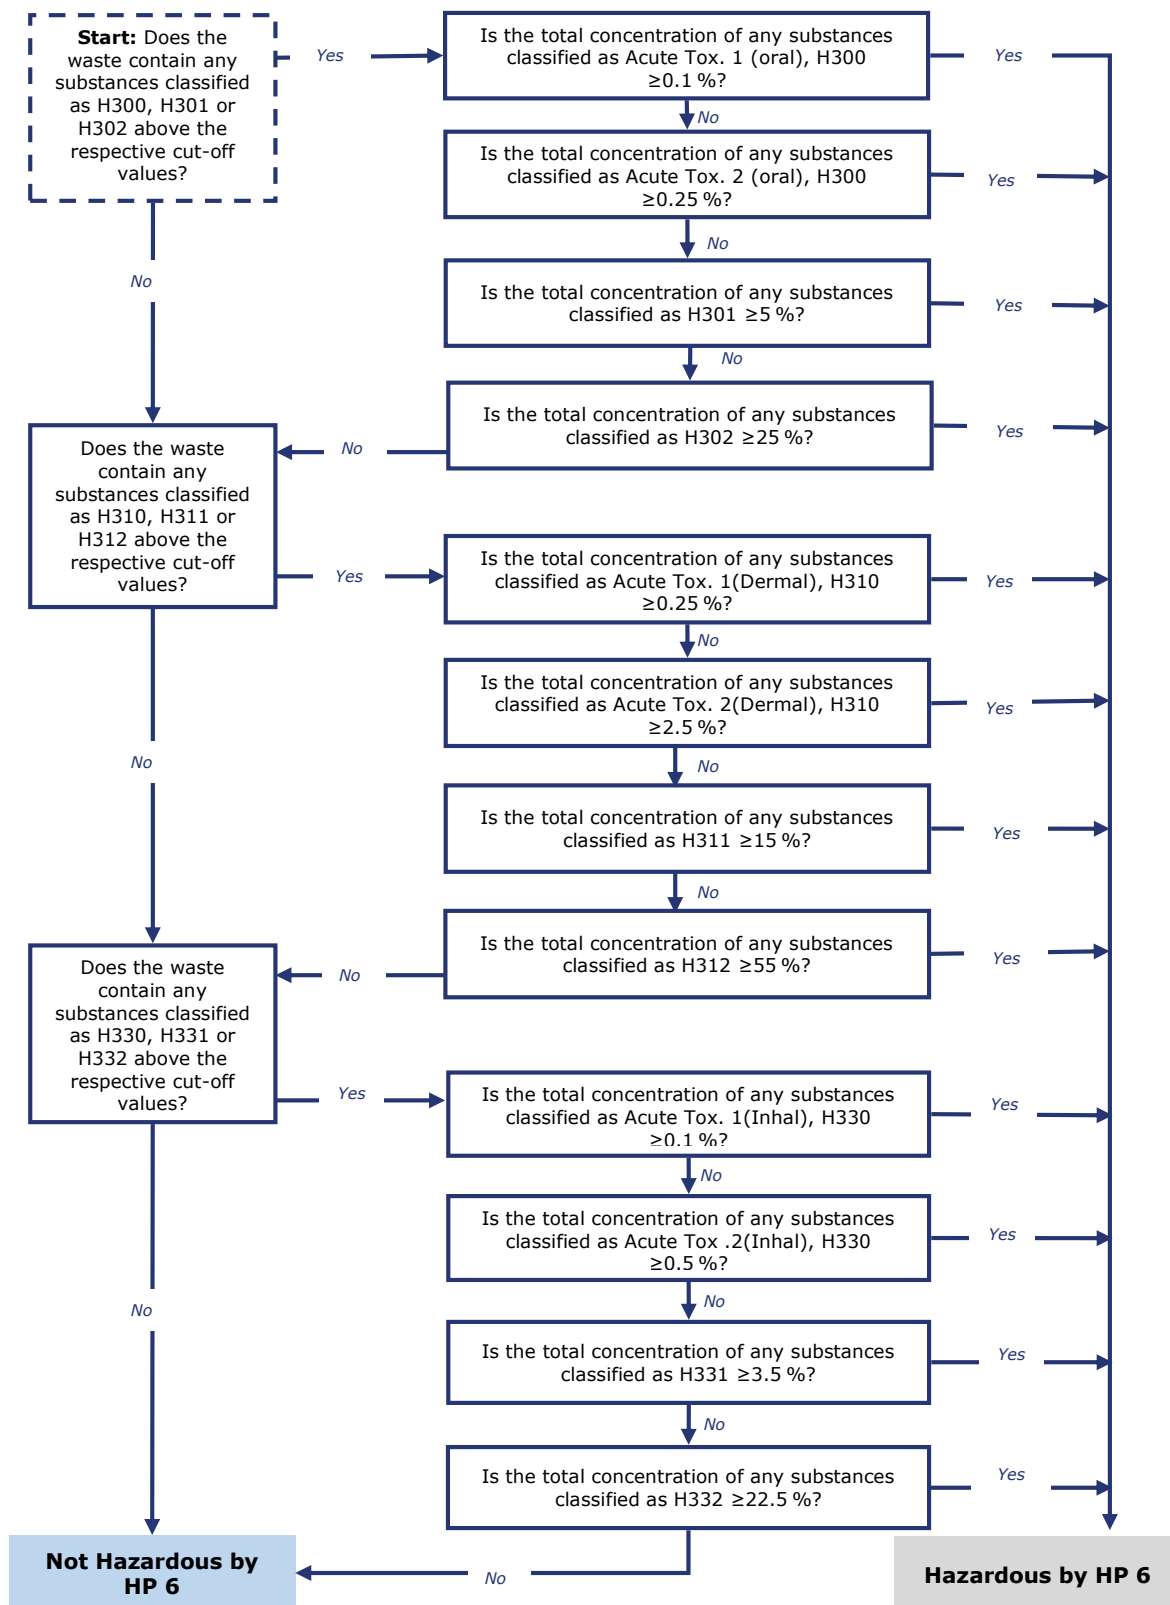 Start: Does the
waste contain any
substances classified
as H300, H301 or
H302 above the
respective cut-off
values?
Yes
Is the total concentration of any substances
classified as Acute Tox. 1 (oral), H300
≥0.1 %?
Yes
No
Is the total concentration of any substances
classified as Acute Tox. 2 (oral), H300
≥0.25 %?
Yes
No
No
Is the total concentration of any substances
classified as H301 ≥5 %?
Yes
No
Is the total concentration of any substances
classified as H302 ≥25 %?
Yes
No
Does the waste
contain any
substances classified
as H310, H311 or
H312 above the
respective cut-off
values?
Yes
Is the total concentration of any substances
classified as Acute Tox. 1(Dermal), H310
≥0.25 %?
Yes
No
Is the total concentration of any substances
classified as Acute Tox. 2(Dermal), H310
≥2.5 %?
Yes
No
No
Is the total concentration of any substances
classified as H311 ≥15 %?
Yes
No
Is the total concentration of any substances
classified as H312 ≥55 %?
Yes
No
Does the waste
contain any
substances classified
as H330, H331 or
H332 above the
respective cut-off
values?
Yes
Is the total concentration of any substances
classified as Acute Tox. 1(Inhal), H330
≥0.1 %?
Yes
No
Is the total concentration of any substances
classified as Acute Tox .2(Inhal), H330
≥0.5 %?
Yes
No
No
Is the total concentration of any substances
classified as H331 ≥3.5 %?
Yes
No
Is the total concentration of any substances
classified as H332 ≥22.5 %?
Yes
No
Not Hazardous by
HP 6
Hazardous by HP 6